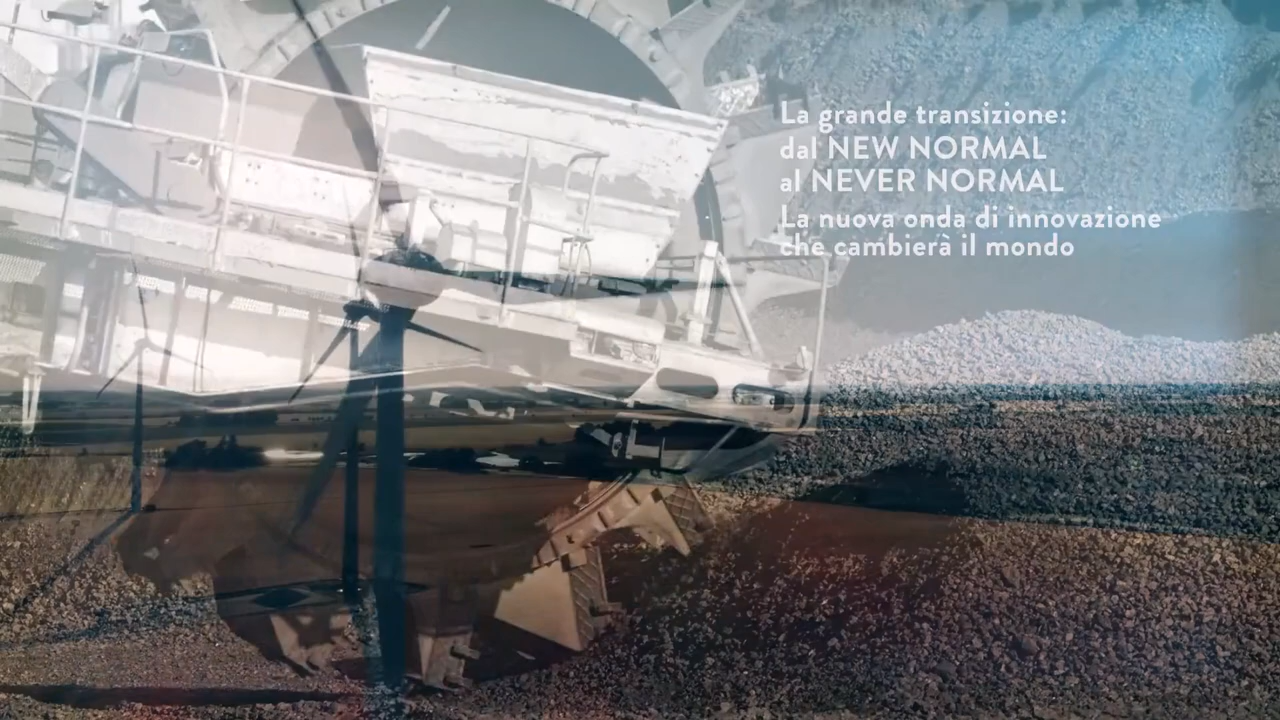 La grande transizione:
dal NEW NORMAL
al NEVER NORMAL
La nuova onda di innovazione
che cambierà il mondo